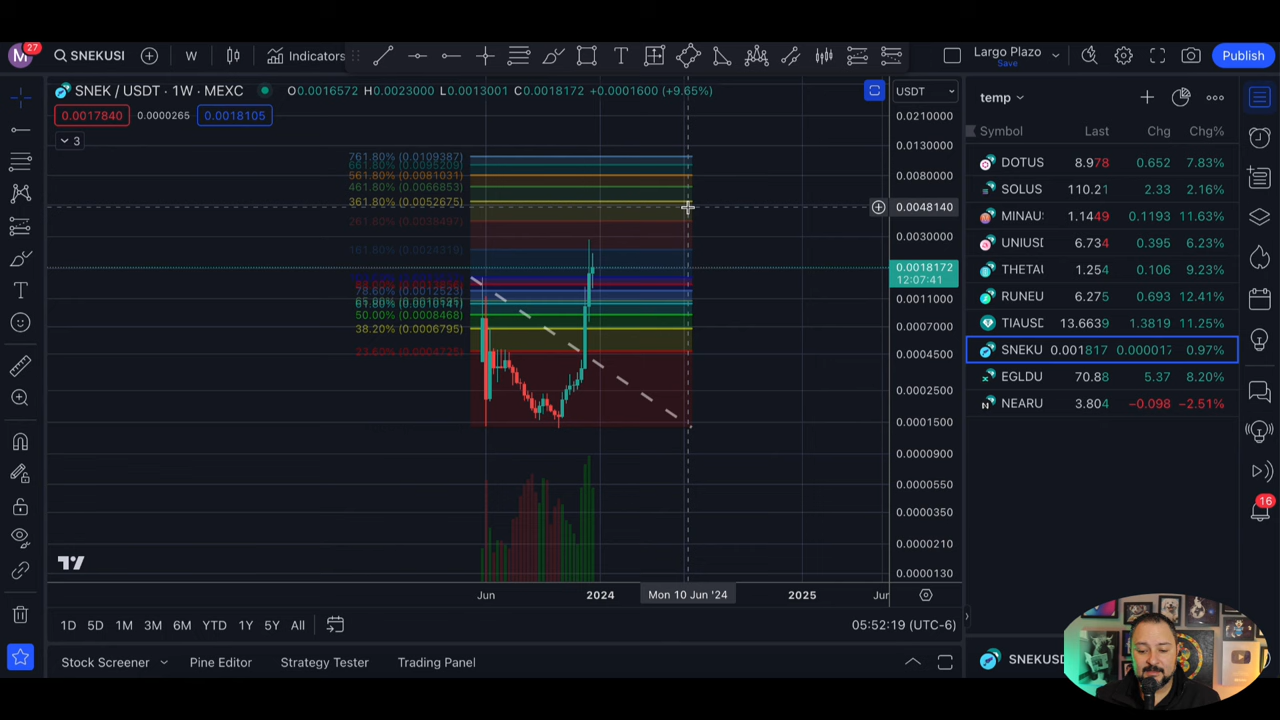 M 27 SNEKUSI W Indicators Largo Plazo Save Publish
SNEK / USDT · 1W · MEXC O0.0016572 H0.0023000 L0.0013001 C0.0018172 +0.0001600 (+9.65%)
0.0017840 0.0000265 0.0018105
3
USDT
0.0210000
0.0130000
0.0080000
0.0048140
0.0030000
0.0018172
12:07:41
0.0011000
0.0007000
0.0004500
0.0002500
0.0001500
0.0000900
0.0000550
0.0000350
0.0000210
0.0000130
761.80% (0.0109387)
661.80% (0.0095209)
561.80% (0.0081031)
461.80% (0.0066853)
361.80% (0.0052675)
261.80% (0.0038497)
161.80% (0.0024319)
78.60% (0.0012523)
50.00% (0.0008468)
38.20% (0.0006795)
23.60% (0.0004725)
Jun 2024 Mon 10 Jun '24 2025 Jun
1D 5D 1M 3M 6M YTD 1Y 5Y All 05:52:19 (UTC-6)
Stock Screener Pine Editor Strategy Tester Trading Panel
temp
Symbol Last Chg Chg%
DOTUS 8.978 0.652 7.83%
SOLUS 110.21 2.33 2.16%
MINAU 1.1449 0.1193 11.63%
UNIUSD 6.734 0.395 6.23%
THETAU 1.254 0.106 9.23%
RUNEU 6.275 0.693 12.41%
TIAUSD 13.6639 1.3819 11.25%
SNEKU 0.001817 0.000017 0.97%
EGLDU 70.88 5.37 8.20%
NEARU 3.804 −0.098 −2.51%
16
SNEKUSD